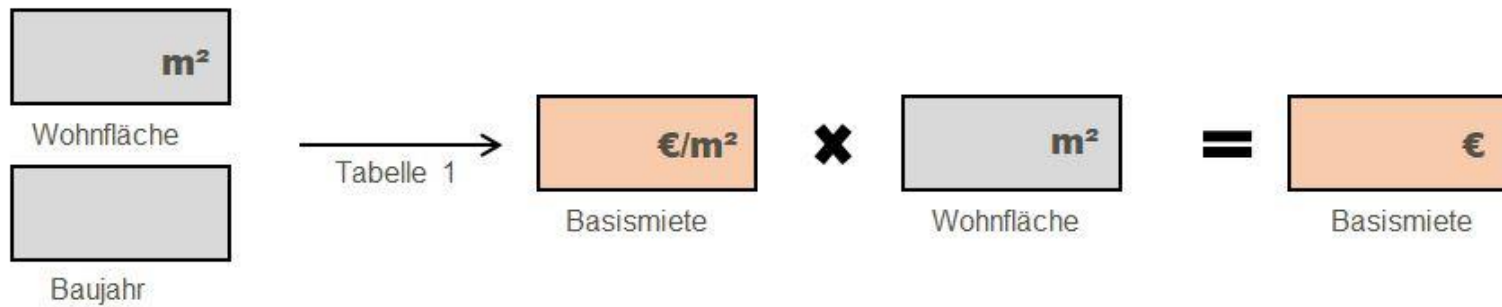 m²
Wohnfläche
Baujahr
Tabelle 1
€/m²
Basismiete
m²
Wohnfläche
€
Basismiete